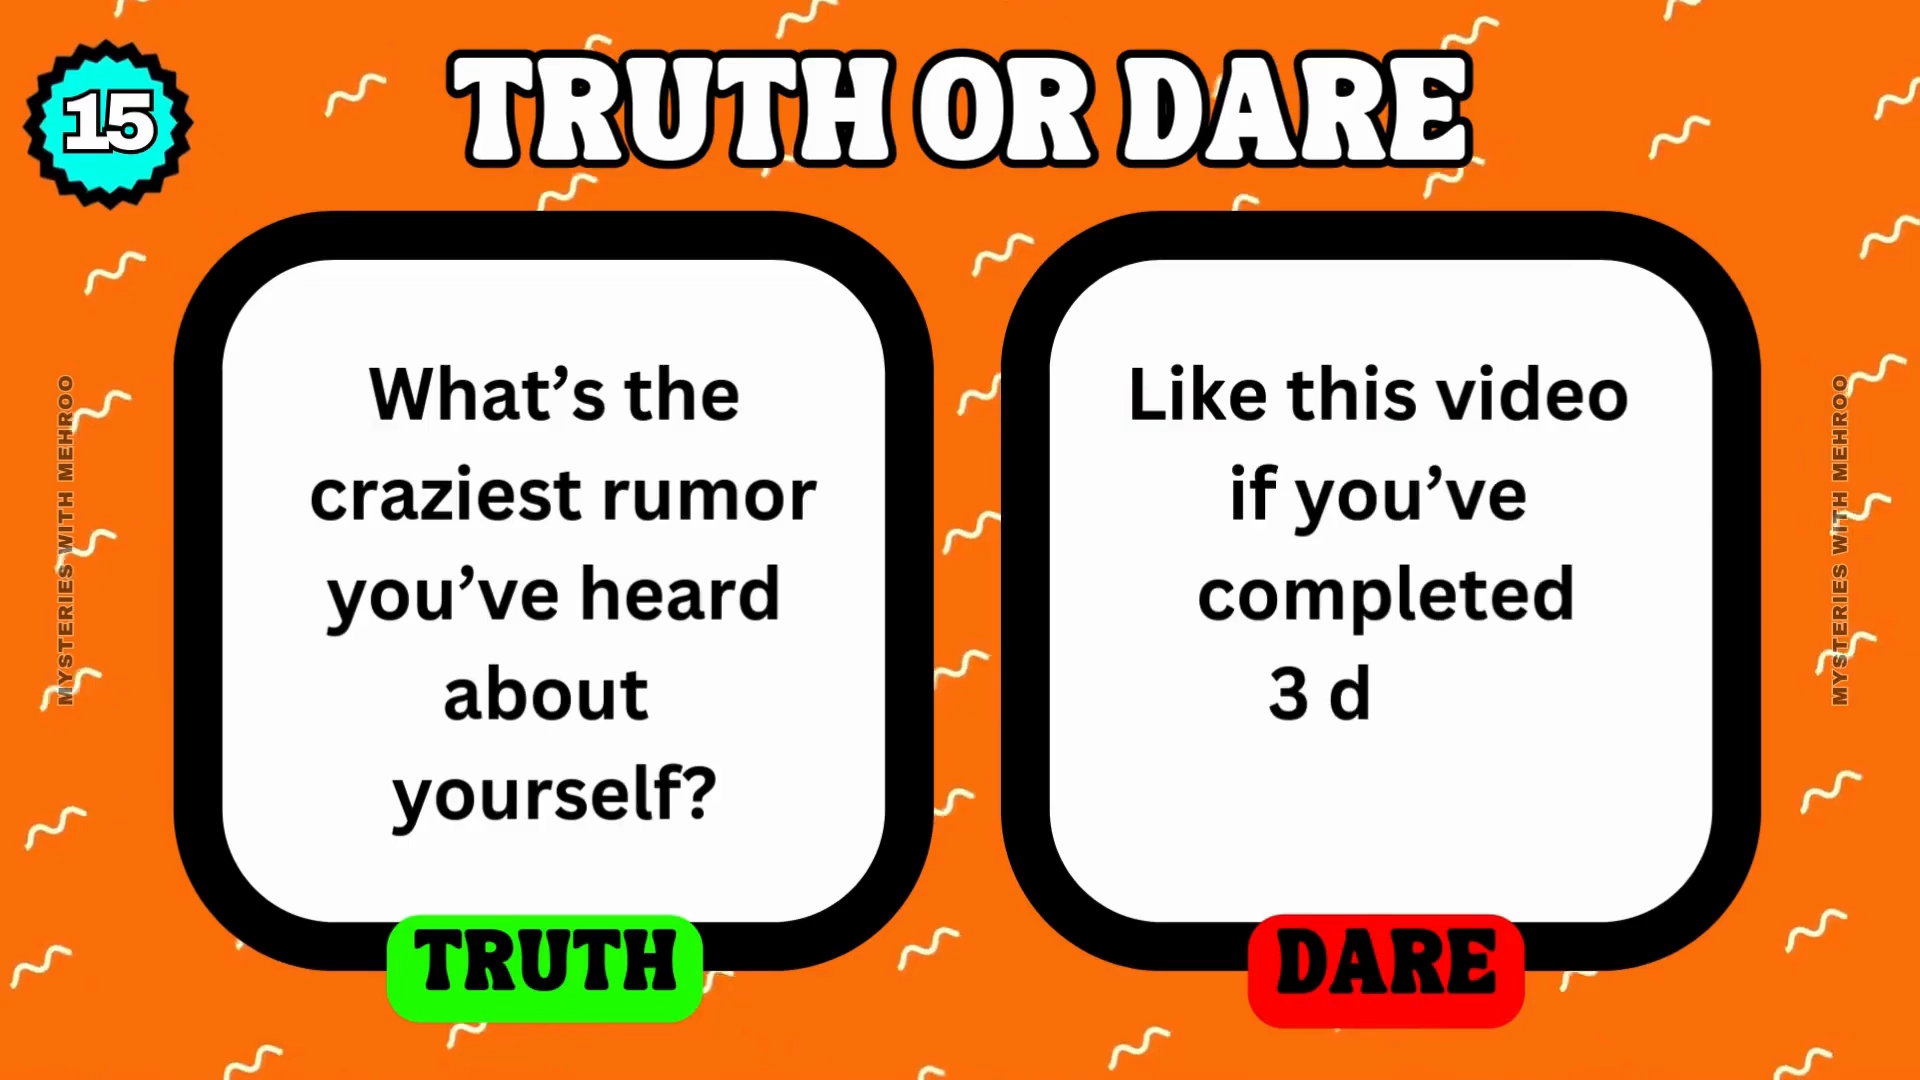 15
TRUTH OR DARE
What’s the
craziest rumor
you’ve heard
about
yourself?
TRUTH
Like this video
if you’ve
completed
3 d
DARE
MYSTERIES WITH MEHROO
MYSTERIES WITH MEHROO